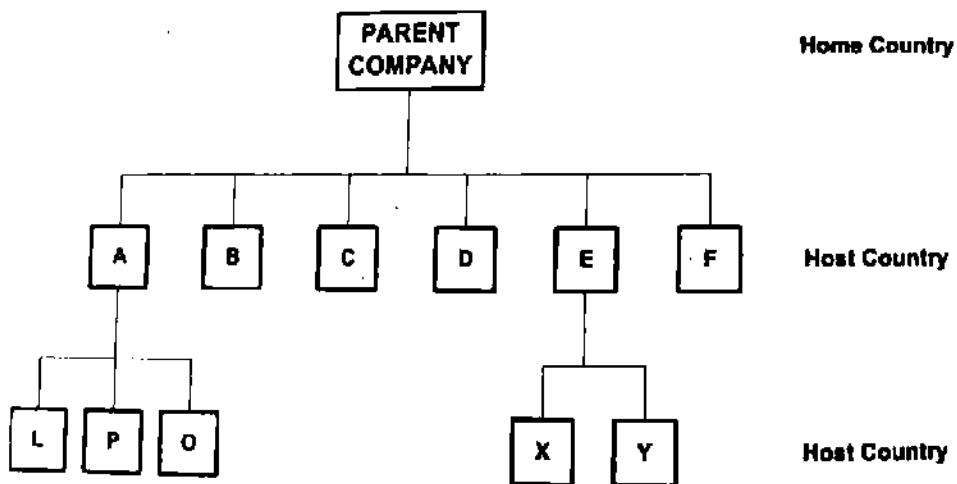 PARENT
COMPANY
Home Country
A
B
C
D
E
F
Host Country
L
P
O
X
Y
Host Country